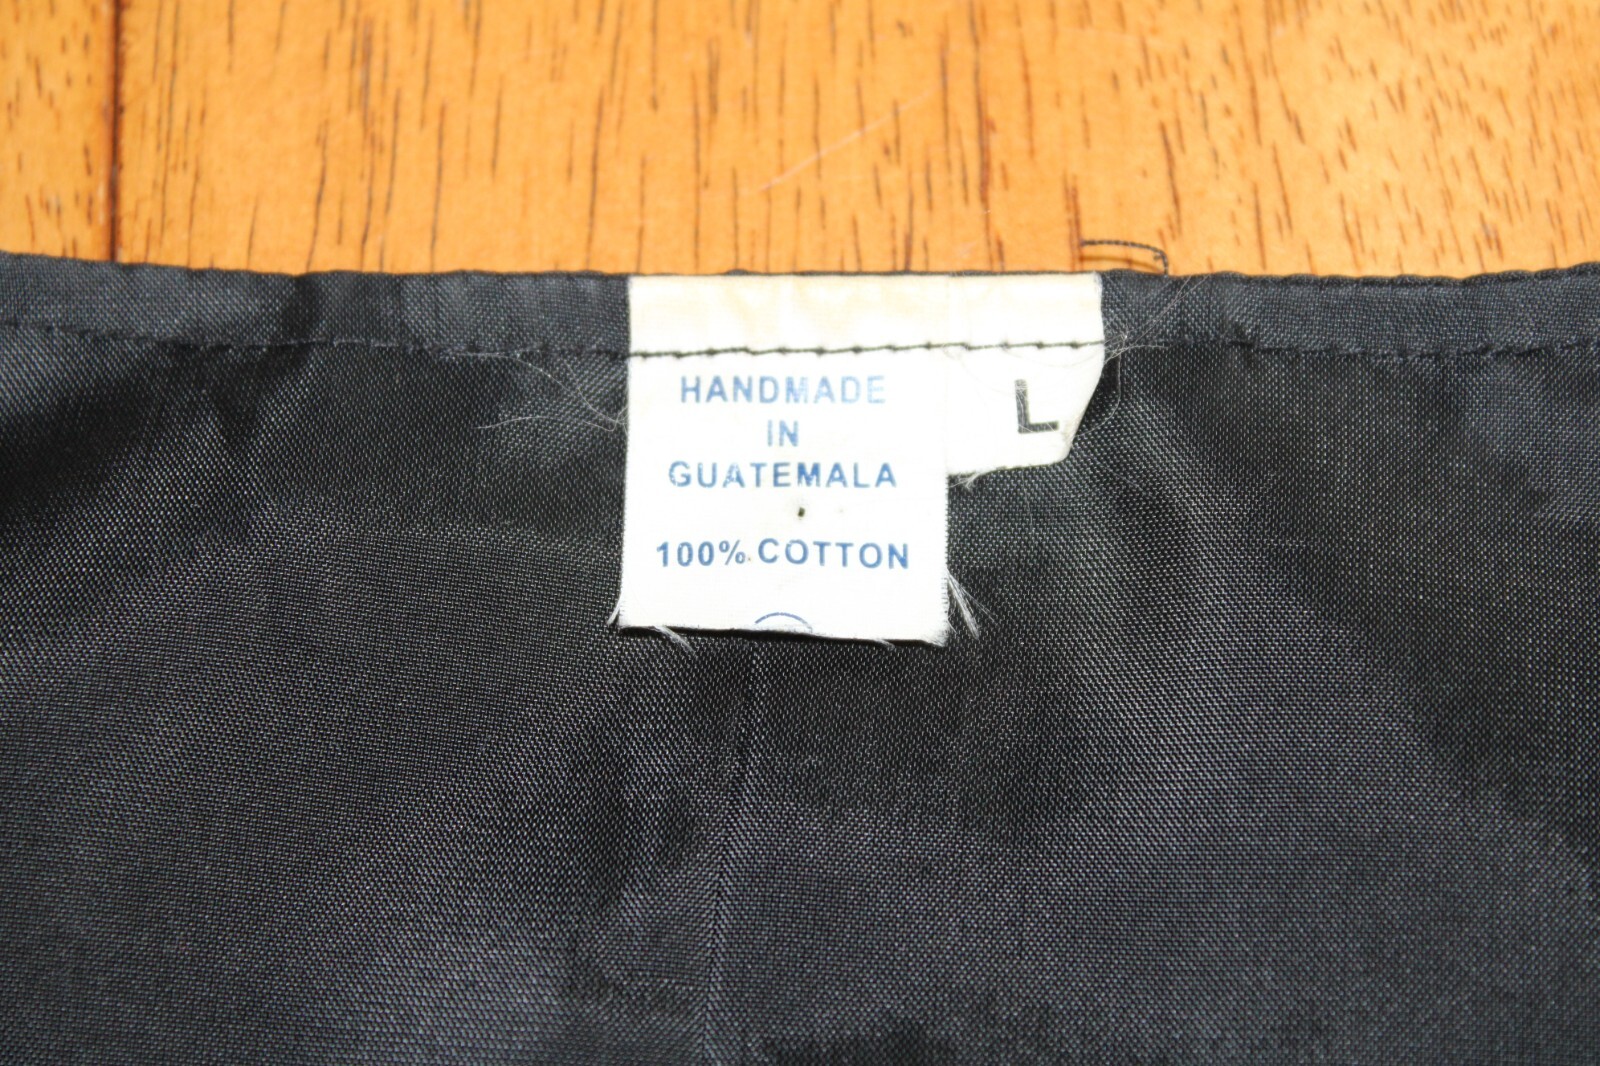 HANDMADE
IN
GUATEMALA
100% COTTON
L